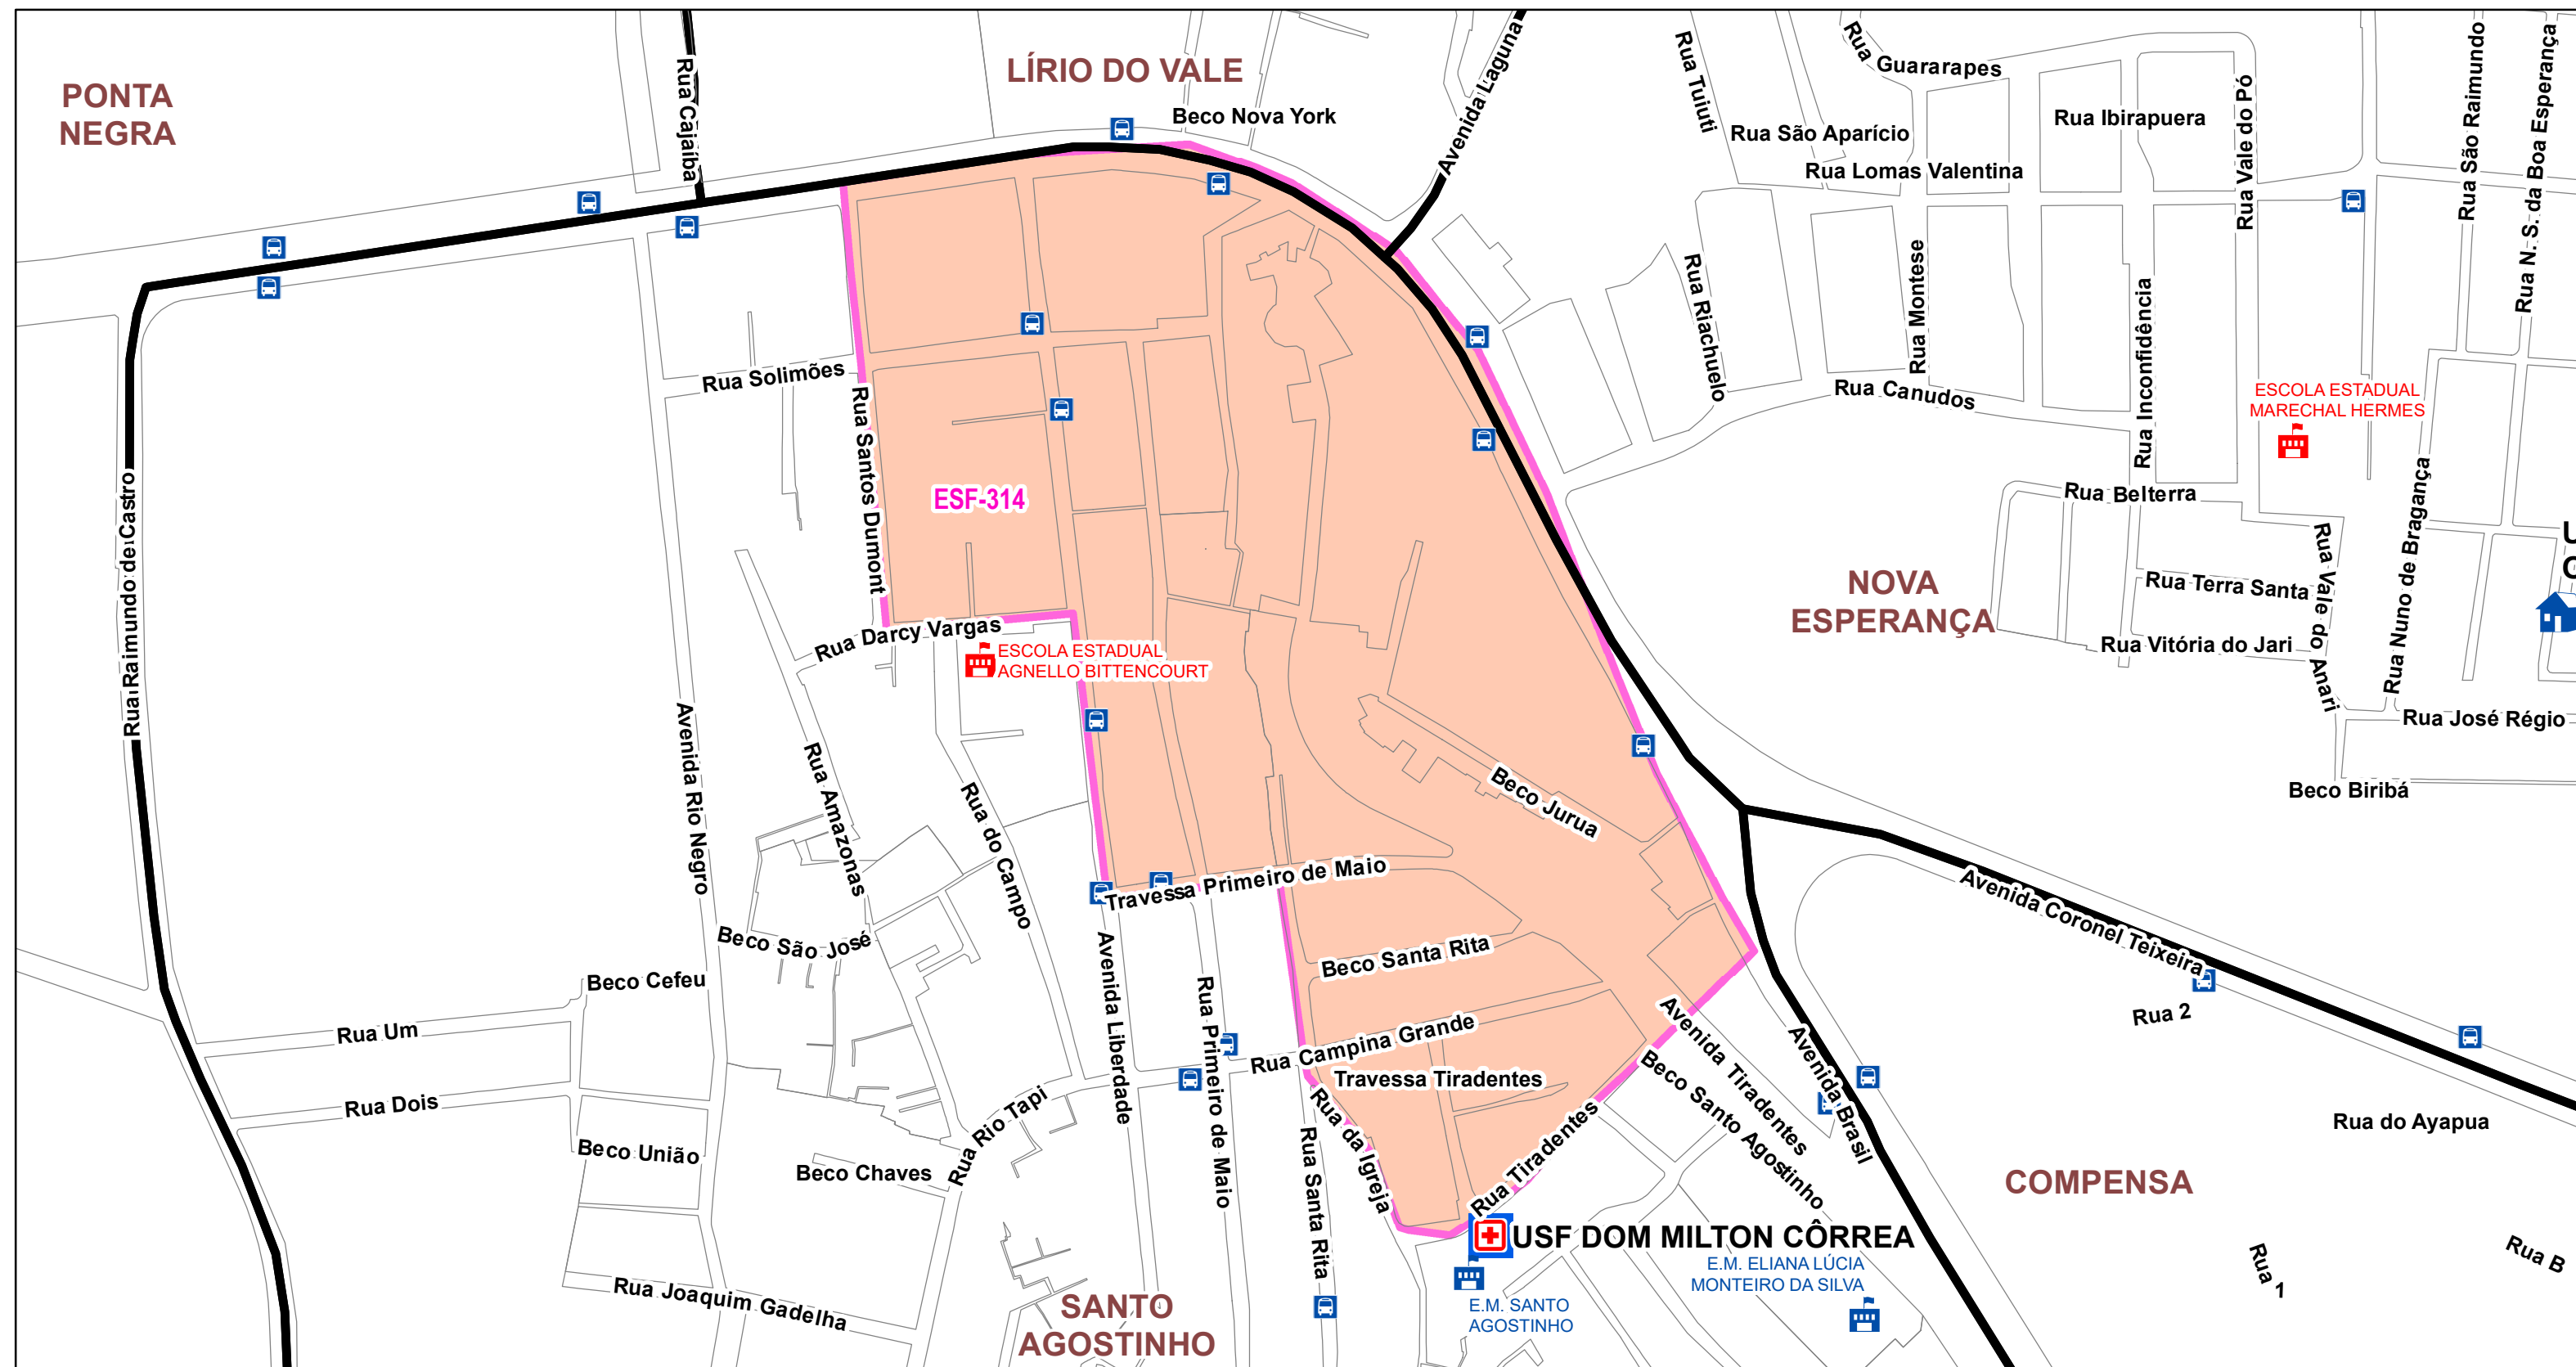 PONTA
NEGRA
Rua Cajaíba
LÍRIO DO VALE
Beco Nova York
Avenida Laguna
Rua Tuiuti
Rua Guararapes
Rua São Aparício
Rua Lomas Valentina
Rua Ibirapuera
Rua Vale do Pó
Rua São Raimundo
Rua N. S. da Boa Esperança
Rua Riachuelo
Rua Montese
Rua Canudos
Rua Inconfidência
ESCOLA ESTADUAL
MARECHAL HERMES
Rua Solimões
Rua Santos Dumont
ESF-314
Rua Raimundo de Castro
Rua Belterra
Rua Nuno de Bragança
Rua Vale do Anari
NOVA
ESPERANÇA
Rua Terra Santa
Rua Vitória do Jari
Rua Darcy Vargas
ESCOLA ESTADUAL
AGNELLO BITTENCOURT
Rua José Régio
Beco Biribá
Avenida Rio Negro
Rua Amazonas
Rua do Campo
Beco Jurua
Travessa Primeiro de Maio
Avenida Coronel Teixeira
Beco São José
Beco Santa Rita
Beco Cefeu
Rua Um
Avenida Liberdade
Rua Primeiro de Maio
Rua Campina Grande
Avenida Tiradentes
Avenida Brasil
Rua 2
Travessa Tiradentes
Beco Santo Agostinho
Rua Dois
Rua Rio Tapi
Rua da Igreja
Rua Tiradentes
Rua do Ayapua
Beco União
Beco Chaves
Rua Santa Rita
COMPENSA
USF DOM MILTON CÔRREA
E.M. ELIANA LÚCIA
MONTEIRO DA SILVA
Rua 1
Rua B
Rua Joaquim Gadelha
SANTO
AGOSTINHO
E.M. SANTO
AGOSTINHO